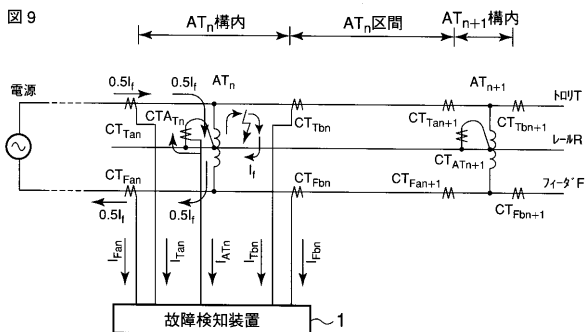 図9
ATn構内
ATn区間
ATn+1構内
電源
0.5If
0.5If
ATn
ATn+1
トロリT
CTATn
CTTan
CTTbn
CTTan+1
CTTbn+1
CTATn+1
レールR
If
CTFan
CTFbn
CTFan+1
CTFbn+1
フィーダF
0.5If
0.5If
IFan
ITan
IATn
ITbn
IFbn
故障検知装置
1